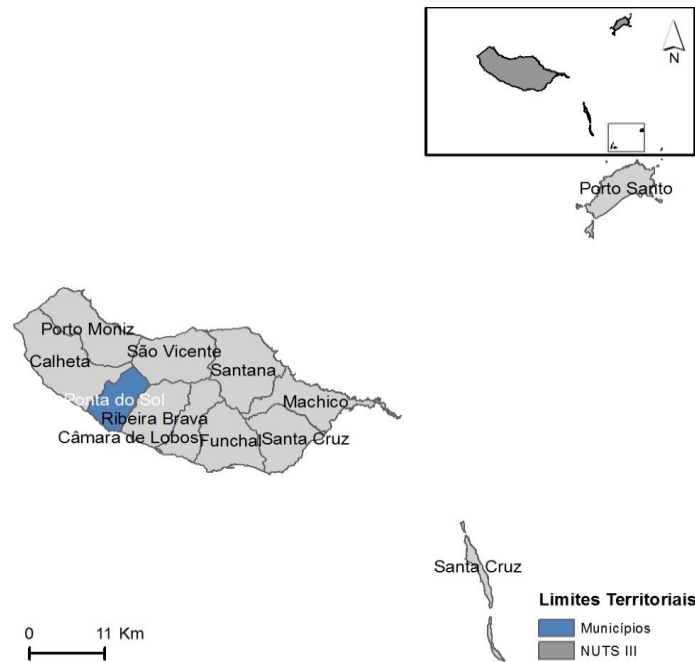 N
Porto Santo
Porto Moniz
São Vicente
Calheta
Santana
Ponta do Sol
Machico
Ribeira Brava
Câmara de Lobos
Funchal
Santa Cruz
Santa Cruz
Limites Territoriais
Municípios
NUTS III
0 11 Km